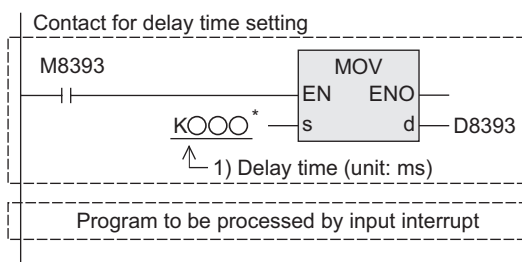 Contact for delay time setting
M8393
MOV
EN ENO
K○○○* s d D8393
1) Delay time (unit: ms)
Program to be processed by input interrupt